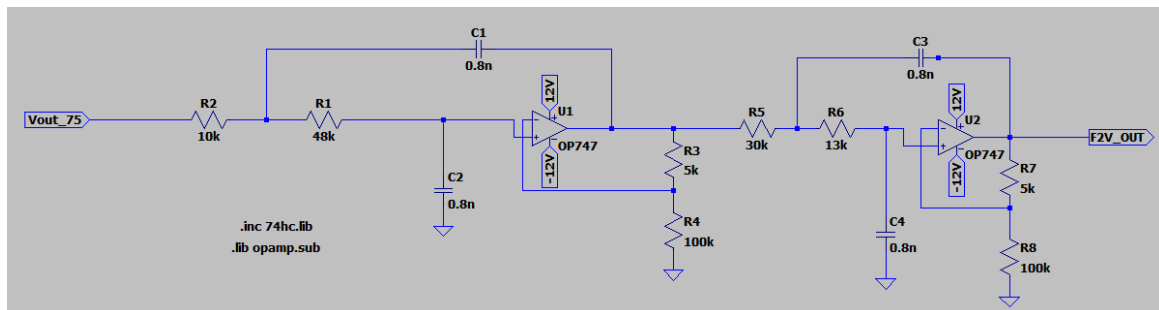 C1
0.8n
C3
0.8n
12V
12V
Vout_75
R2
10k
R1
48k
U1
OP747
-12V
R5
30k
R6
13k
U2
OP747
-12V
F2V_OUT
R3
5k
R7
5k
C2
0.8n
R4
100k
C4
0.8n
R8
100k
.inc 74hc.lib
.lib opamp.sub